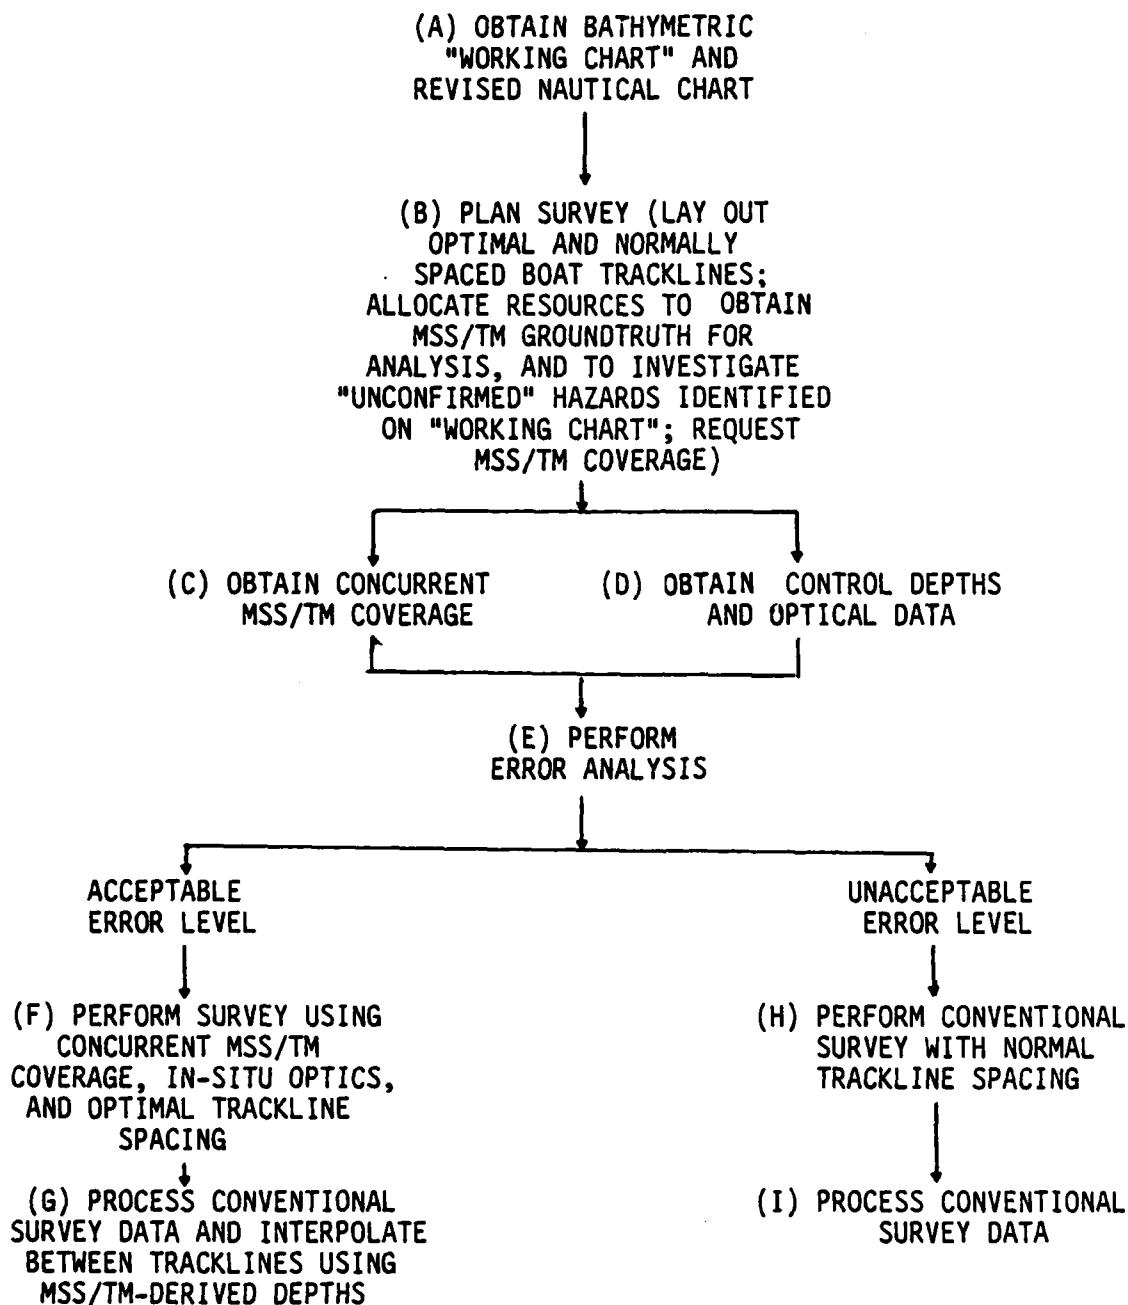 (A) OBTAIN BATHYMETRIC
"WORKING CHART" AND
REVISED NAUTICAL CHART
(B) PLAN SURVEY (LAY OUT
OPTIMAL AND NORMALLY
SPACED BOAT TRACKLINES;
ALLOCATE RESOURCES TO OBTAIN
MSS/TM GROUNDTRUTH FOR
ANALYSIS, AND TO INVESTIGATE
"UNCONFIRMED" HAZARDS IDENTIFIED
ON "WORKING CHART"; REQUEST
MSS/TM COVERAGE)
(C) OBTAIN CONCURRENT
MSS/TM COVERAGE
(D) OBTAIN CONTROL DEPTHS
AND OPTICAL DATA
(E) PERFORM
ERROR ANALYSIS
ACCEPTABLE
ERROR LEVEL
UNACCEPTABLE
ERROR LEVEL
(F) PERFORM SURVEY USING
CONCURRENT MSS/TM
COVERAGE, IN-SITU OPTICS,
AND OPTIMAL TRACKLINE
SPACING
(H) PERFORM CONVENTIONAL
SURVEY WITH NORMAL
TRACKLINE SPACING
(G) PROCESS CONVENTIONAL
SURVEY DATA AND INTERPOLATE
BETWEEN TRACKLINES USING
MSS/TM-DERIVED DEPTHS
(I) PROCESS CONVENTIONAL
SURVEY DATA